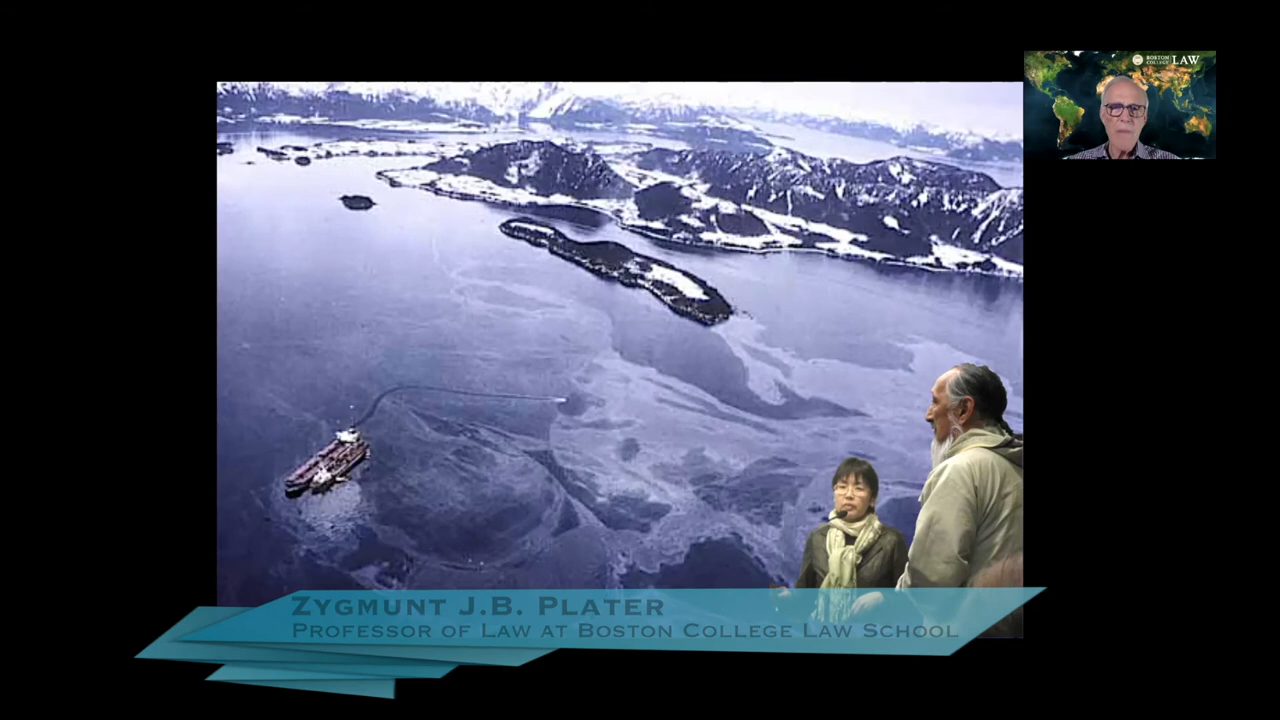 BOSTON COLLEGE LAW
ZYGMUNT J.B. PLATER
PROFESSOR OF LAW AT BOSTON COLLEGE LAW SCHOOL